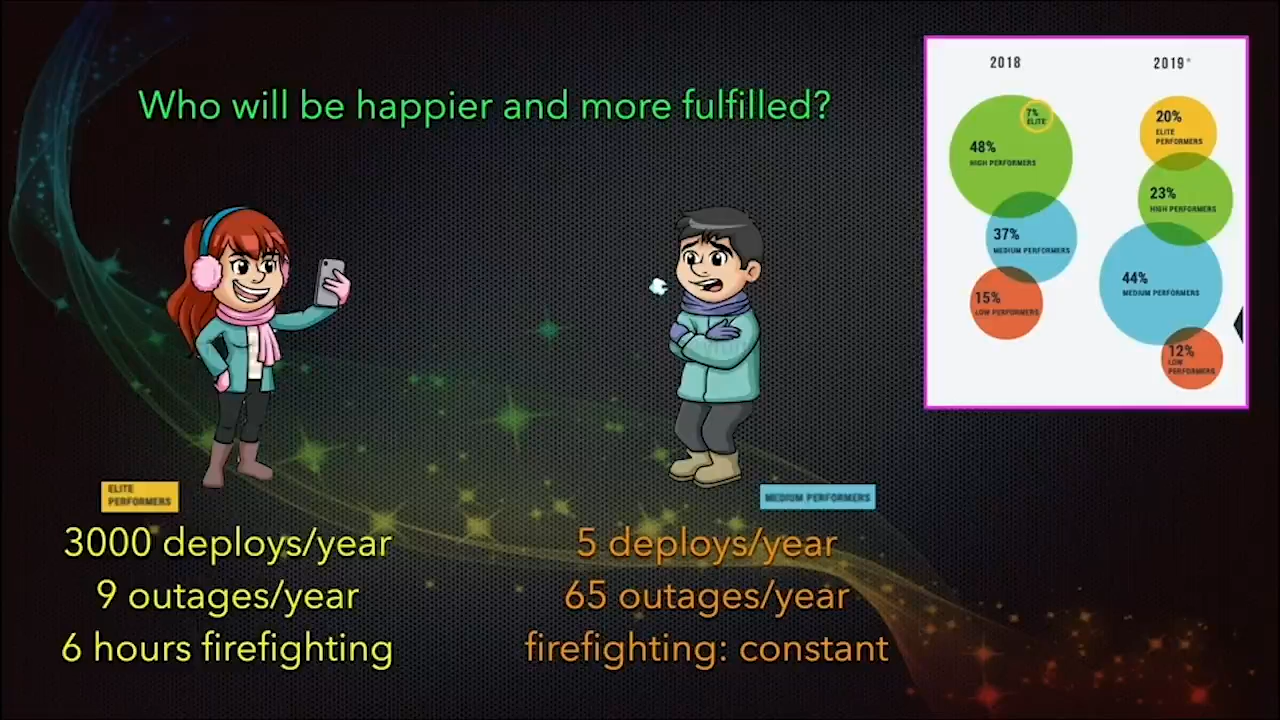 Who will be happier and more fulfilled?
2018
2019*
7%
ELITE
48%
HIGH PERFORMERS
37%
MEDIUM PERFORMERS
15%
LOW PERFORMERS
20%
ELITE
PERFORMERS
23%
HIGH PERFORMERS
44%
MEDIUM PERFORMERS
12%
LOW
PERFORMERS
ELITE
PERFORMERS
3000 deploys/year
9 outages/year
6 hours firefighting
MEDIUM PERFORMERS
5 deploys/year
65 outages/year
firefighting: constant